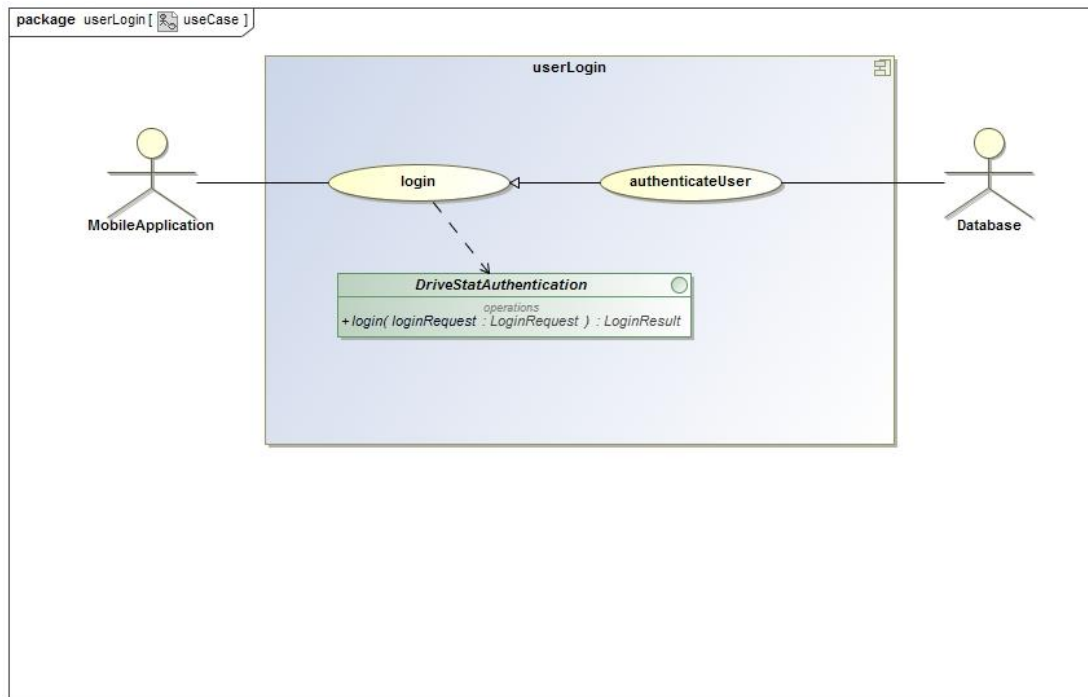 package userLogin [ useCase ]
userLogin
login
authenticateUser
MobileApplication
Database
DriveStatAuthentication
operations
+login( loginRequest : LoginRequest ) : LoginResult